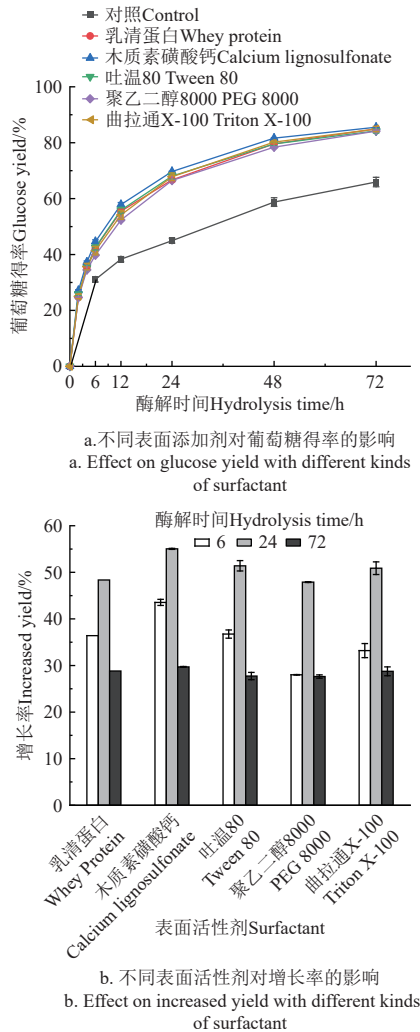 对照Control
乳清蛋白Whey protein
木质素磺酸钙Calcium lignosulfonate
吐温80 Tween 80
聚乙二醇8000 PEG 8000
曲拉通X-100 Triton X-100
葡萄糖得率Glucose yield/%
100
80
60
40
20
0
0 6 12 24 48 72
酶解时间Hydrolysis time/h
a.不同表面添加剂对葡萄糖得率的影响
a. Effect on glucose yield with different kinds
of surfactant
酶解时间Hydrolysis time/h
6 24 72
增长率Increased yield/%
60
50
40
30
20
10
0
乳清蛋白
Whey Protein
木质素磺酸钙
Calcium lignosulfonate
吐温80
Tween 80
聚乙二醇8000
PEG 8000
曲拉通X-100
Triton X-100
表面活性剂Surfactant
b. 不同表面活性剂对增长率的影响
b. Effect on increased yield with different kinds
of surfactant